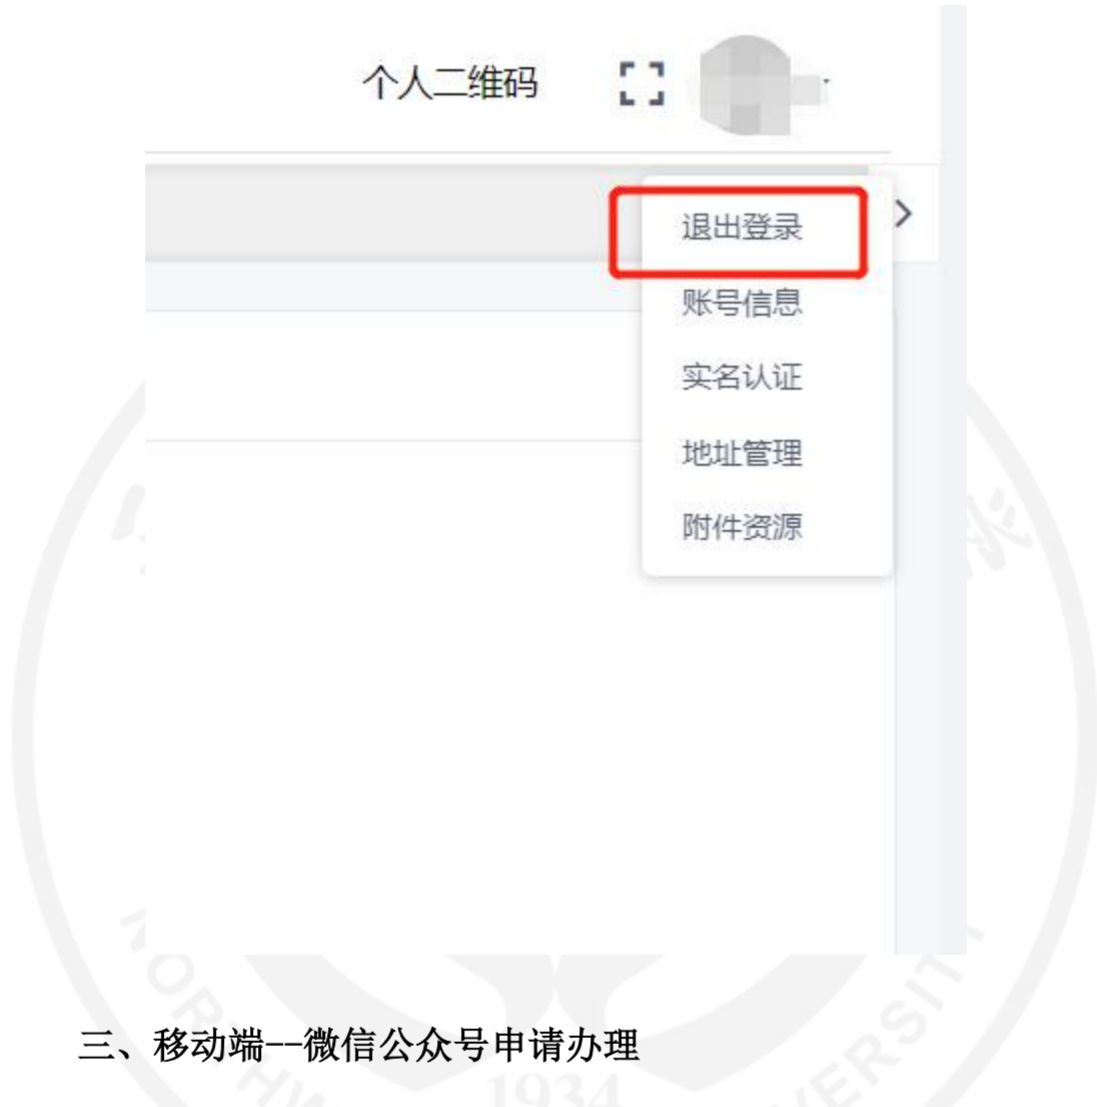 个人二维码
退出登录
账号信息
实名认证
地址管理
附件资源
三、移动端--微信公众号申请办理
1934